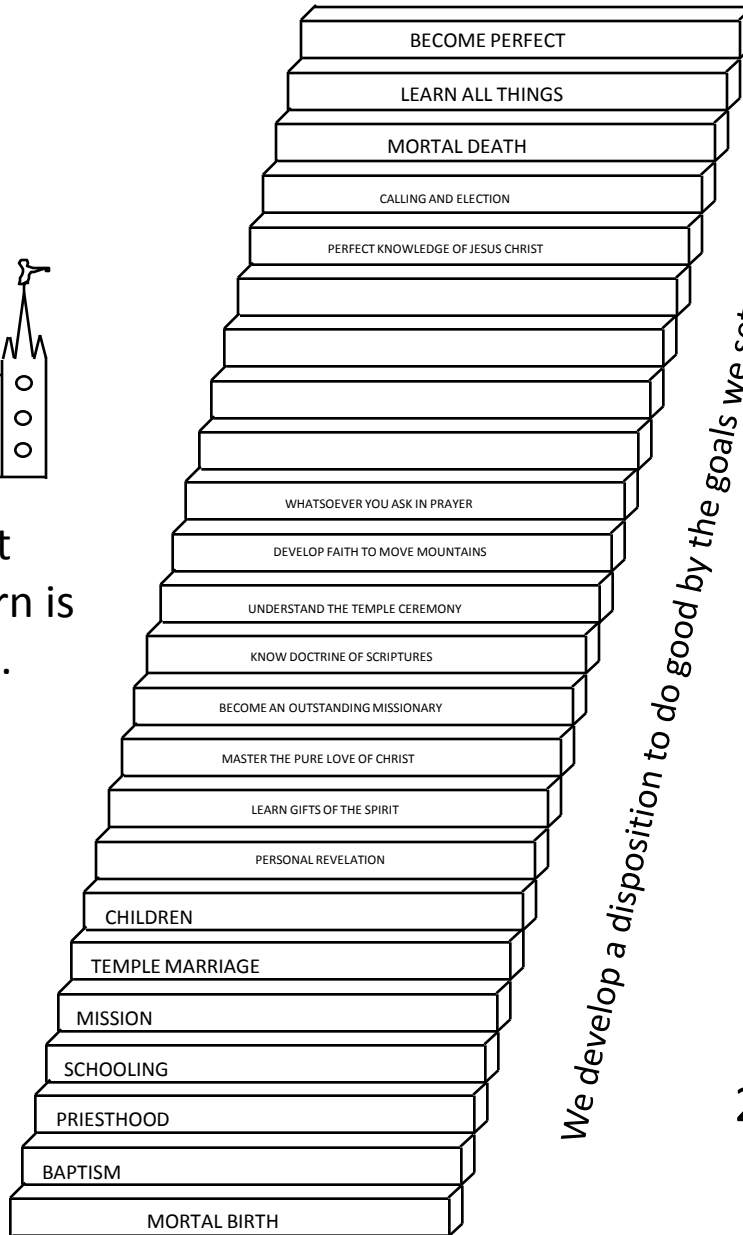 BECOME PERFECT
LEARN ALL THINGS
MORTAL DEATH
CALLING AND ELECTION
PERFECT KNOWLEDGE OF JESUS CHRIST
WHATSOEVER YOU ASK IN PRAYER
DEVELOP FAITH TO MOVE MOUNTAINS
UNDERSTAND THE TEMPLE CEREMONY
KNOW DOCTRINE OF SCRIPTURES
BECOME AN OUTSTANDING MISSIONARY
MASTER THE PURE LOVE OF CHRIST
LEARN GIFTS OF THE SPIRIT
PERSONAL REVELATION
CHILDREN
TEMPLE MARRIAGE
MISSION
SCHOOLING
PRIESTHOOD
BAPTISM
MORTAL BIRTH
is
.
We develop a disposition to do good by the goals we
2